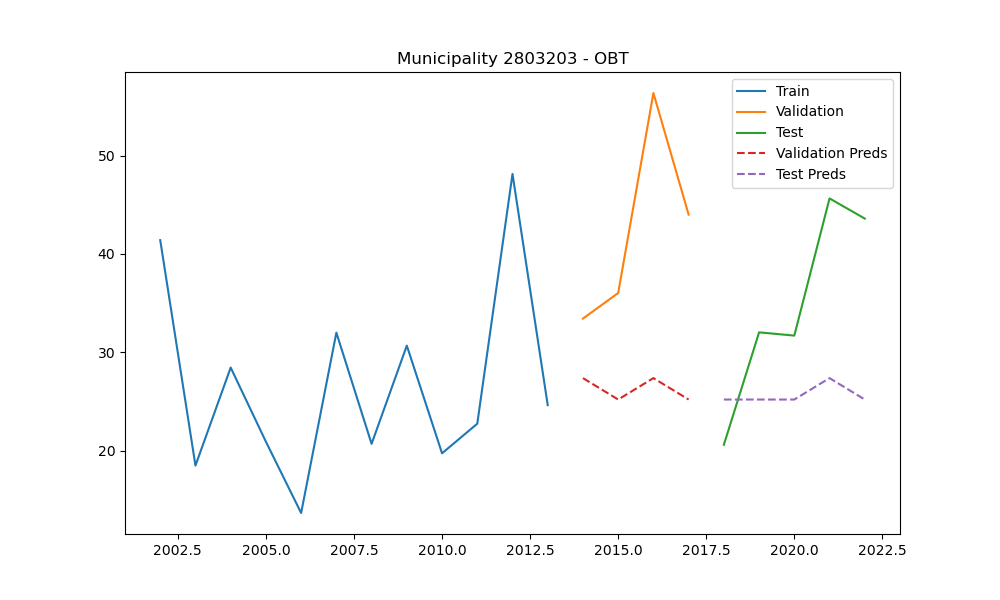 Municipality 2803203 - OBT
Train
Validation
Test
Validation Preds
Test Preds
50
40
30
20
2002.5 2005.0 2007.5 2010.0 2012.5 2015.0 2017.5 2020.0 2022.5